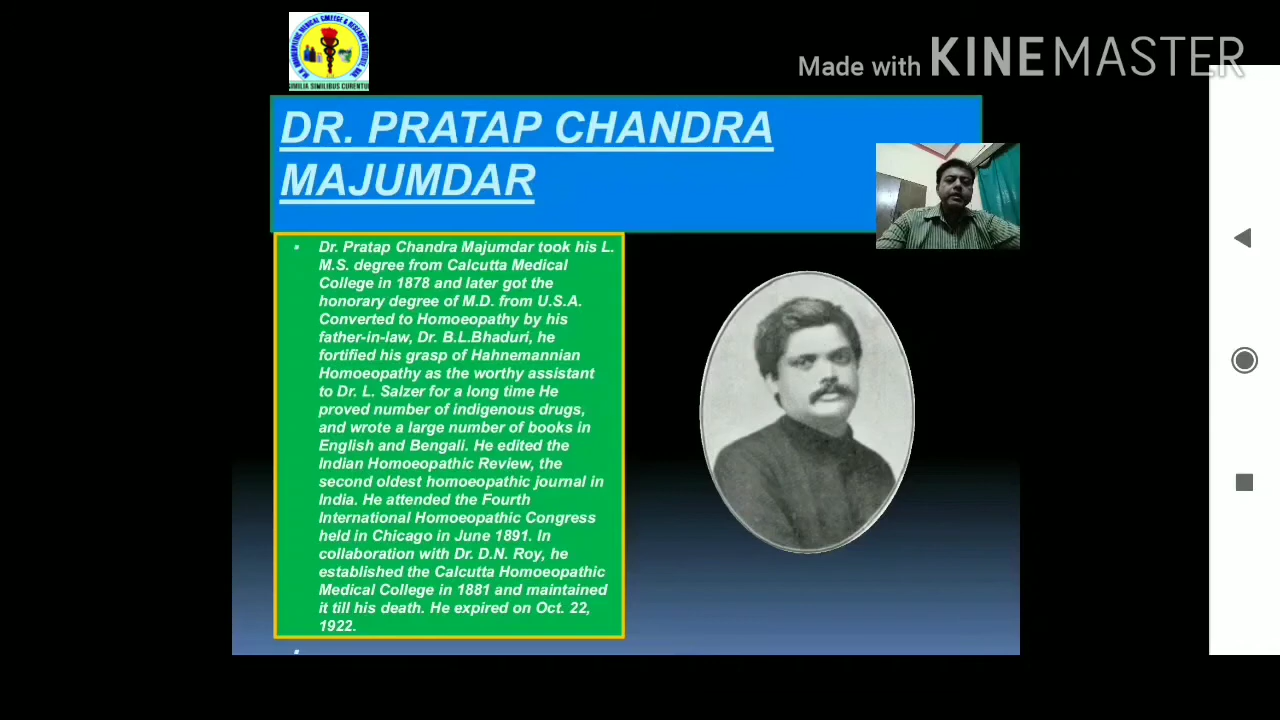 Made with KINEMASTER
SIMILIA SIMILIBUS CURENTU
DR. PRATAP CHANDRA
MAJUMDAR
Dr. Pratap Chandra Majumdar took his L.
M.S. degree from Calcutta Medical
College in 1878 and later got the
honorary degree of M.D. from U.S.A.
Converted to Homoeopathy by his
father-in-law, Dr. B.L.Bhaduri, he
fortified his grasp of Hahnemannian
Homoeopathy as the worthy assistant
to Dr. L. Salzer for a long time He
proved number of indigenous drugs,
and wrote a large number of books in
English and Bengali. He edited the
Indian Homoeopathic Review, the
second oldest homoeopathic journal in
India. He attended the Fourth
International Homoeopathic Congress
held in Chicago in June 1891. In
collaboration with Dr. D.N. Roy, he
established the Calcutta Homoeopathic
Medical College in 1881 and maintained
it till his death. He expired on Oct. 22,
1922.